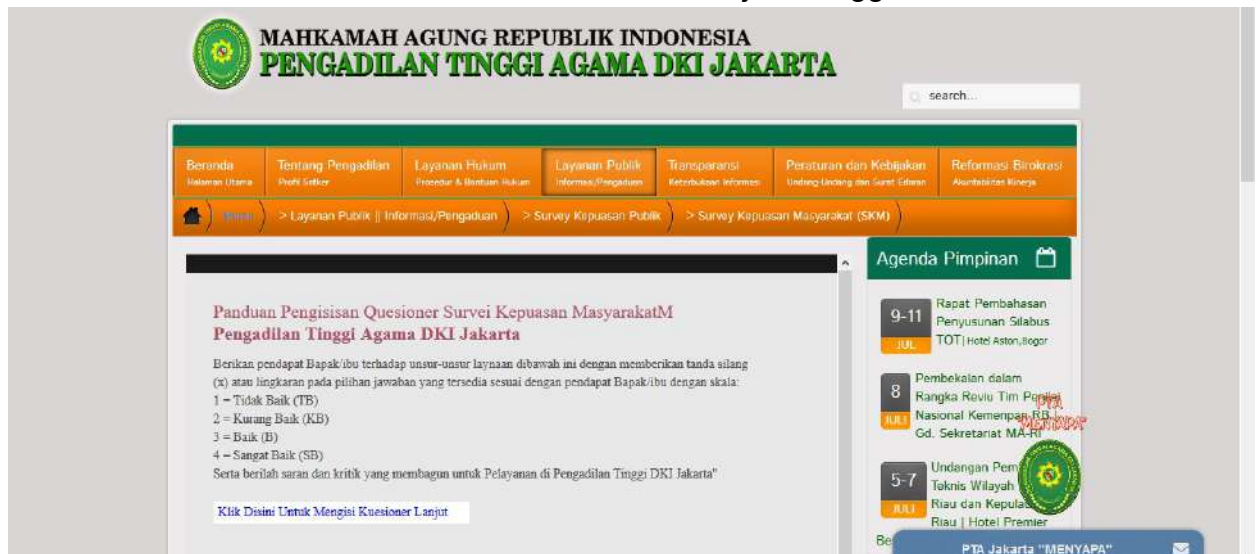 MAHKAMAH AGUNG REPUBLIK INDONESIA
PENGADILAN TINGGI AGAMA DKI JAKARTA
search...
Beranda
Halaman Utama
Tentang Pengadilan
Profil Satker
Layanan Hukum
Prosedur & Bantuan Hukum
Layanan Publik
Informasi/Pengaduan
Transparansi
Keterbukaan Informasi
Peraturan dan Kebijakan
Undang-Undang dan Surat Edaran
Reformasi Birokrasi
Akuntabilitas Kinerja
> Layanan Publik || Informasi/Pengaduan
> Survey Kepuasan Publik
> Survey Kepuasan Masyarakat (SKM)
Panduan Pengisisan Quesioner Survei Kepuasan MasyarakatM
Pengadilan Tinggi Agama DKI Jakarta
Berikan pendapat Bapak/ibu terhadap unsur-unsur laynaan dibawah ini dengan memberikan tanda silang
(x) atau lingkaran pada pilihan jawaban yang tersedia sesuai dengan pendapat Bapak/ibu dengan skala:
1 = Tidak Baik (TB)
2 = Kurang Baik (KB)
3 = Baik (B)
4 = Sangat Baik (SB)
Serta berilah saran dan kritik yang membagun untuk Pelayanan di Pengadilan Tinggi DKI Jakarta"
Klik Disini Untuk Mengisi Kuesioner Lanjut
Agenda Pimpinan
9-11
JUL
Rapat Pembahasan
Penyusunan Silabus
TOT| Hotel Aston,Bogor
8
JULI
Pembekalan dalam
Rangka Reviu Tim Penilai
Nasional Kemenpan RB |
Gd. Sekretariat MA-RI
5-7
JULI
Undangan Pem
Teknis Wilayah
Riau dan Kepula
Riau | Hotel Premier
Be
PTA
"MENYAPA"
PTA Jakarta "MENYAPA"